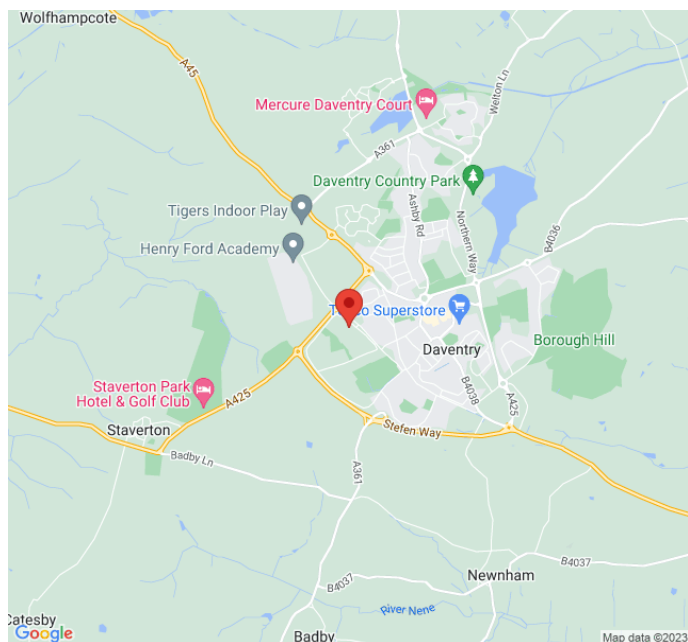 Wolfhampcote
A45
Mercure Daventry Court
Welton Ln
A361
Daventry Country Park
Ashby Rd
Northern Way
Tigers Indoor Play
Henry Ford Academy
B4036
Tesco Superstore
Borough Hill
Daventry
Staverton Park
Hotel & Golf Club
A425
B4038
A425
Staverton
Stefen Way
Badby Ln
A361
B4037
Newnham
B4037
River Nene
Catesby
Google
Badby
Map data ©2023